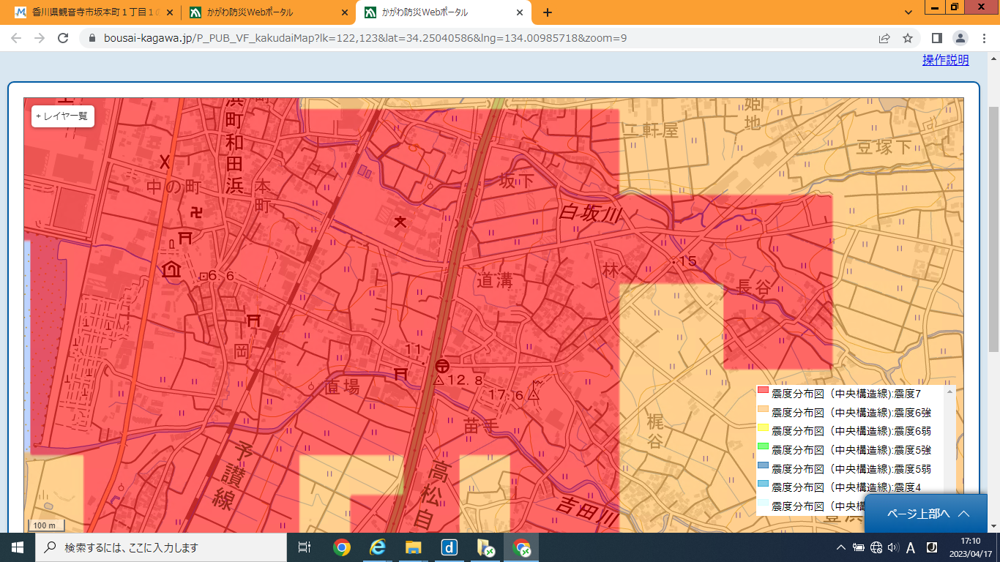 香川県観音寺市坂本町１丁目１の
かがわ防災Webポータル
かがわ防災Webポータル
bousai-kagawa.jp/P_PUB_VF_kakudaiMap?lk=122,123&lat=34.25040586&lng=134.00985718&zoom=9
操作説明
+ レイヤ一覧
浜町和田浜
本町
中の町
姫地
二軒屋
豆塚下
坂下
白坂川
6.6
道溝
林
15
長谷
岡
11
12.8
直場
17.6
苗手
梶谷
予讃線
高松自
吉田川
豊浜
震度分布図（中央構造線):震度7
震度分布図（中央構造線):震度6強
震度分布図（中央構造線):震度6弱
震度分布図（中央構造線):震度5強
震度分布図（中央構造線):震度5弱
震度分布図（中央構造線):震度4
震度分布図（中央構
ページ上部へ
100 m
検索するには、ここに入力します
A
17:10
2023/04/17